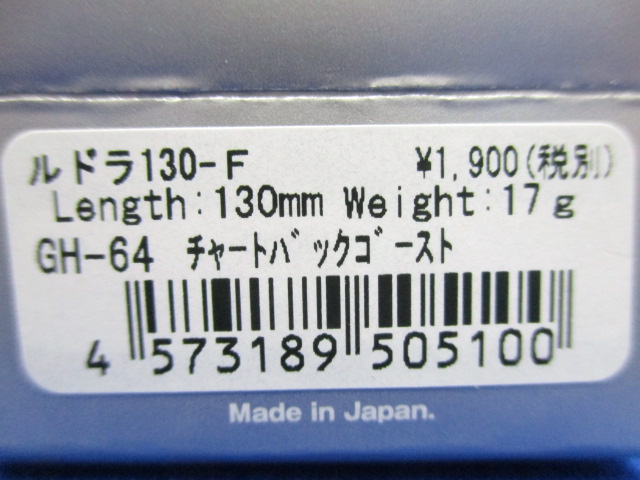 ルドラ130-F ¥1,900(税別)
Length:130mm Weight:17g
GH-64 ﾁｬｰﾄﾊﾞｯｸｺﾞｰｽﾄ
4 573189 505100
Made in Japan.